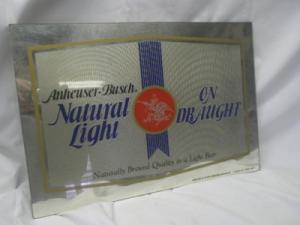 Anheuser-Busch.
Natural
Light
ON
DRAUGHT
Naturally Brewed Quality in a Light Beer